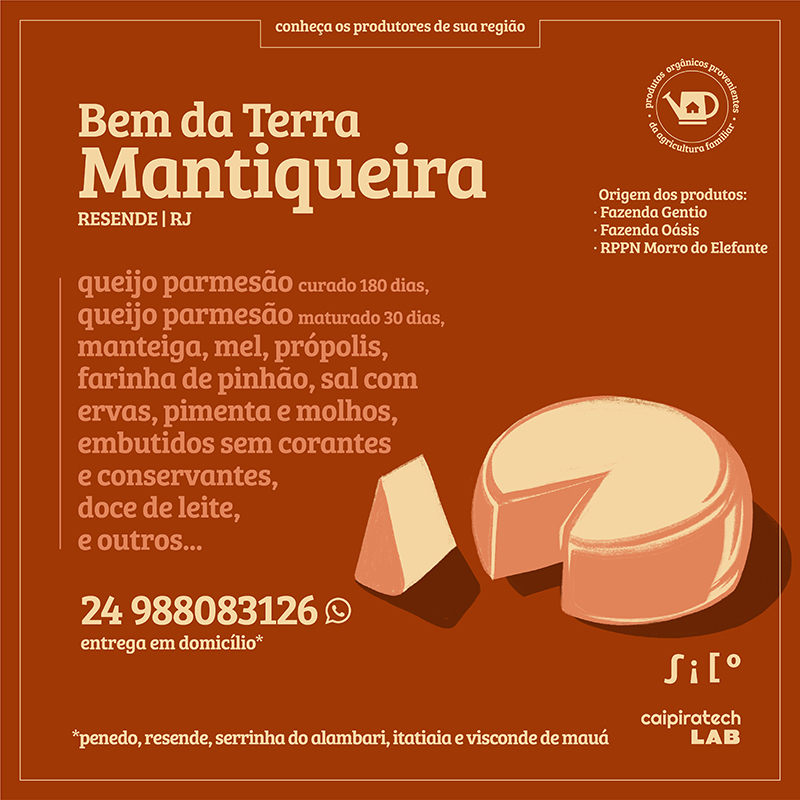 conheça os produtores de sua região
produtos orgânicos provenientes
da agricultura familiar
Bem da Terra
Mantiqueira
RESENDE | RJ
Origem dos produtos:
· Fazenda Gentio
· Fazenda Oásis
· RPPN Morro do Elefante
queijo parmesão curado 180 dias,
queijo parmesão maturado 30 dias,
manteiga, mel, própolis,
farinha de pinhão, sal com
ervas, pimenta e molhos,
embutidos sem corantes
e conservantes,
doce de leite,
e outros...
24 988083126
entrega em domicílio*
caipiratech
LAB
*penedo, resende, serrinha do alambari, itatiaia e visconde de mauá